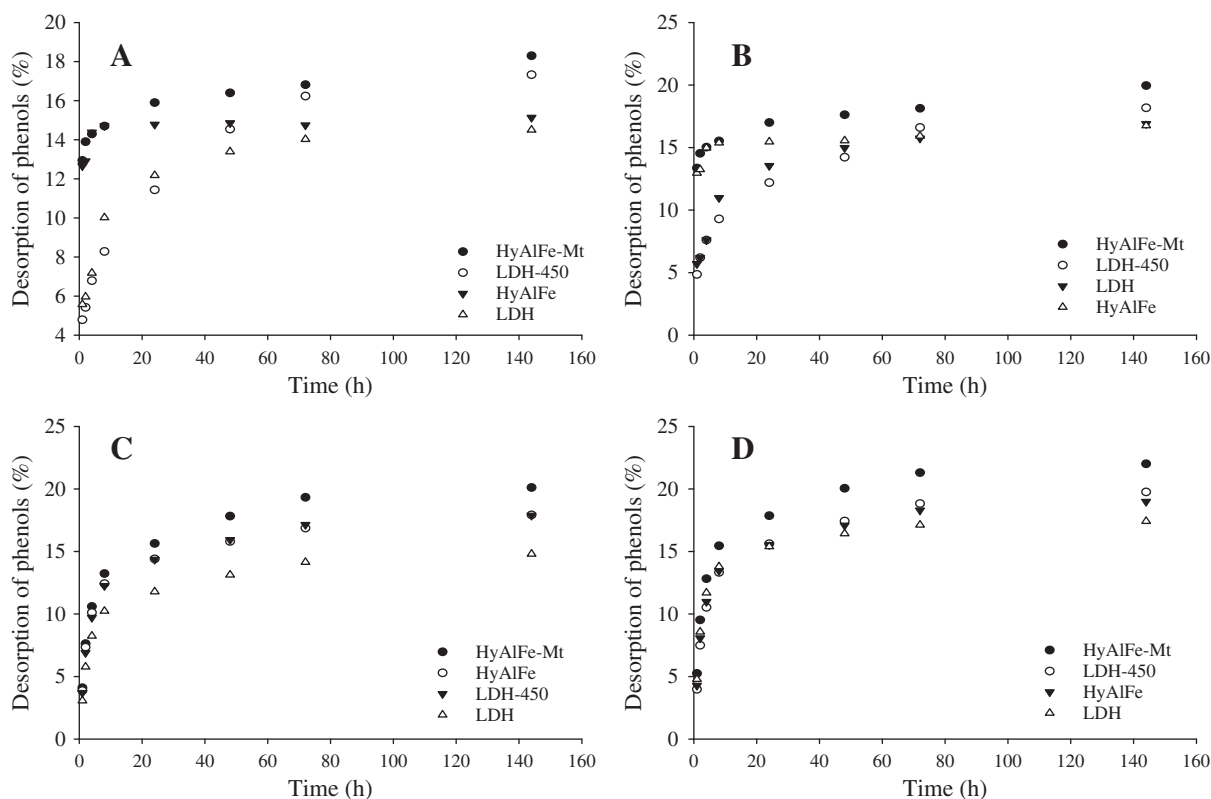 A
Desorption of phenols (%)
20
18
16
14
12
10
8
6
4
HyAlFe-Mt
LDH-450
HyAlFe
LDH
0 20 40 60 80 100 120 140 160
Time (h)
B
Desorption of phenols (%)
25
20
15
10
5
0
HyAlFe-Mt
LDH-450
LDH
HyAlFe
0 20 40 60 80 100 120 140 160
Time (h)
C
Desorption of phenols (%)
25
20
15
10
5
0
HyAlFe-Mt
HyAlFe
LDH-450
LDH
0 20 40 60 80 100 120 140 160
Time (h)
D
Desorption of phenols (%)
25
20
15
10
5
0
HyAlFe-Mt
LDH-450
HyAlFe
LDH
0 20 40 60 80 100 120 140 160
Time (h)